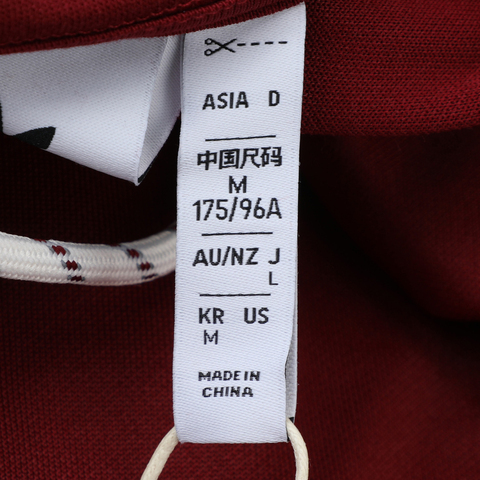 ASIA D
中国尺码
M
175/96A
AU/NZ J
L
KR US
M
MADE IN
CHINA